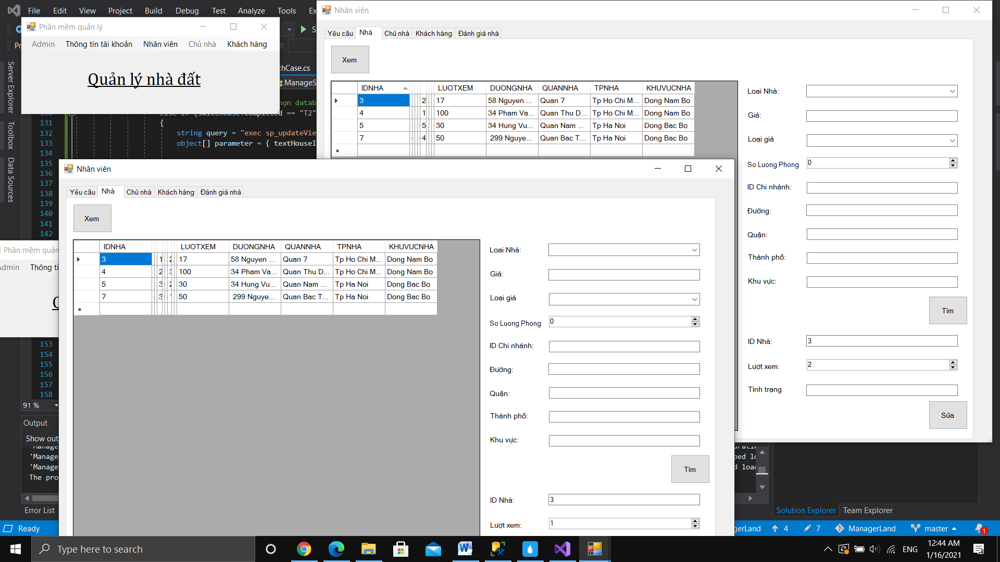 File Edit View Project Build Debug Test Analyze Tools Ex
Phần mềm quản lý
Admin Thông tin tài khoản Nhân viên Chủ nhà Khách hàng
Quản lý nhà đất
Server Explorer
Toolbox
Data Sources
chCase.cs
ManageS
họn datab
else if (switchCase.Completed == "T2"
131 {
132 string query = "exec sp_updateVie
133 object[] parameter = { textHouseI
134
135
136
137
138
139
140
141
142
Phần mềm quản
dmin Thông ti
Q
153
154
155
156
157
158
91 %
Output
Show out
'Manage
'Manage
'Manage
The pro
Error List
Nhân viên
Yêu cầu Nhà Chủ nhà Khách hàng Đánh giá nhà
Xem
IDNHA LUOTXEM DUONGNHA QUANNHA TPNHA KHUVUCNHA
3 2 17 58 Nguyen ... Quan 7 Tp Ho Chi M... Dong Nam Bo
4 1 100 34 Pham Va... Quan Thu D... Tp Ho Chi M... Dong Nam Bo
5 5 30 34 Hung Vu... Quan Nam ... Tp Ha Noi Dong Bac Bo
7 4 50 299 Nguye... Quan Bac T... Tp Ha Noi Dong Bac Bo
Loai Nhà:
Giá:
Loại giá
So Luong Phong 0
ID Chi nhánh:
Đường:
Quận:
Thành phố:
Khu vực:
Tìm
ID Nhà: 3
Lượt xem: 2
Tình trạng
Sửa
Nhân viên
Yêu cầu Nhà Chủ nhà Khách hàng Đánh giá nhà
Xem
IDNHA LUOTXEM DUONGNHA QUANNHA TPNHA KHUVUCNHA
3 1 2 17 58 Nguyen ... Quan 7 Tp Ho Chi M... Dong Nam Bo
4 2 3 100 34 Pham Va... Quan Thu D... Tp Ho Chi M... Dong Nam Bo
5 3 2 30 34 Hung Vu... Quan Nam ... Tp Ha Noi Dong Bac Bo
7 3 50 299 Nguye... Quan Bac T... Tp Ha Noi Dong Bac Bo
Loai Nhà:
Giá:
Loại giá
So Luong Phong 0
ID Chi nhánh:
Đường:
Quận:
Thành phố:
Khu vực:
Tìm
ID Nhà: 3
Lượt xem: 1
Solution Explorer Team Explorer
Ready gerLand 4 7 ManagerLand master 1
Type here to search
ENG
12:44 AM
1/16/2021